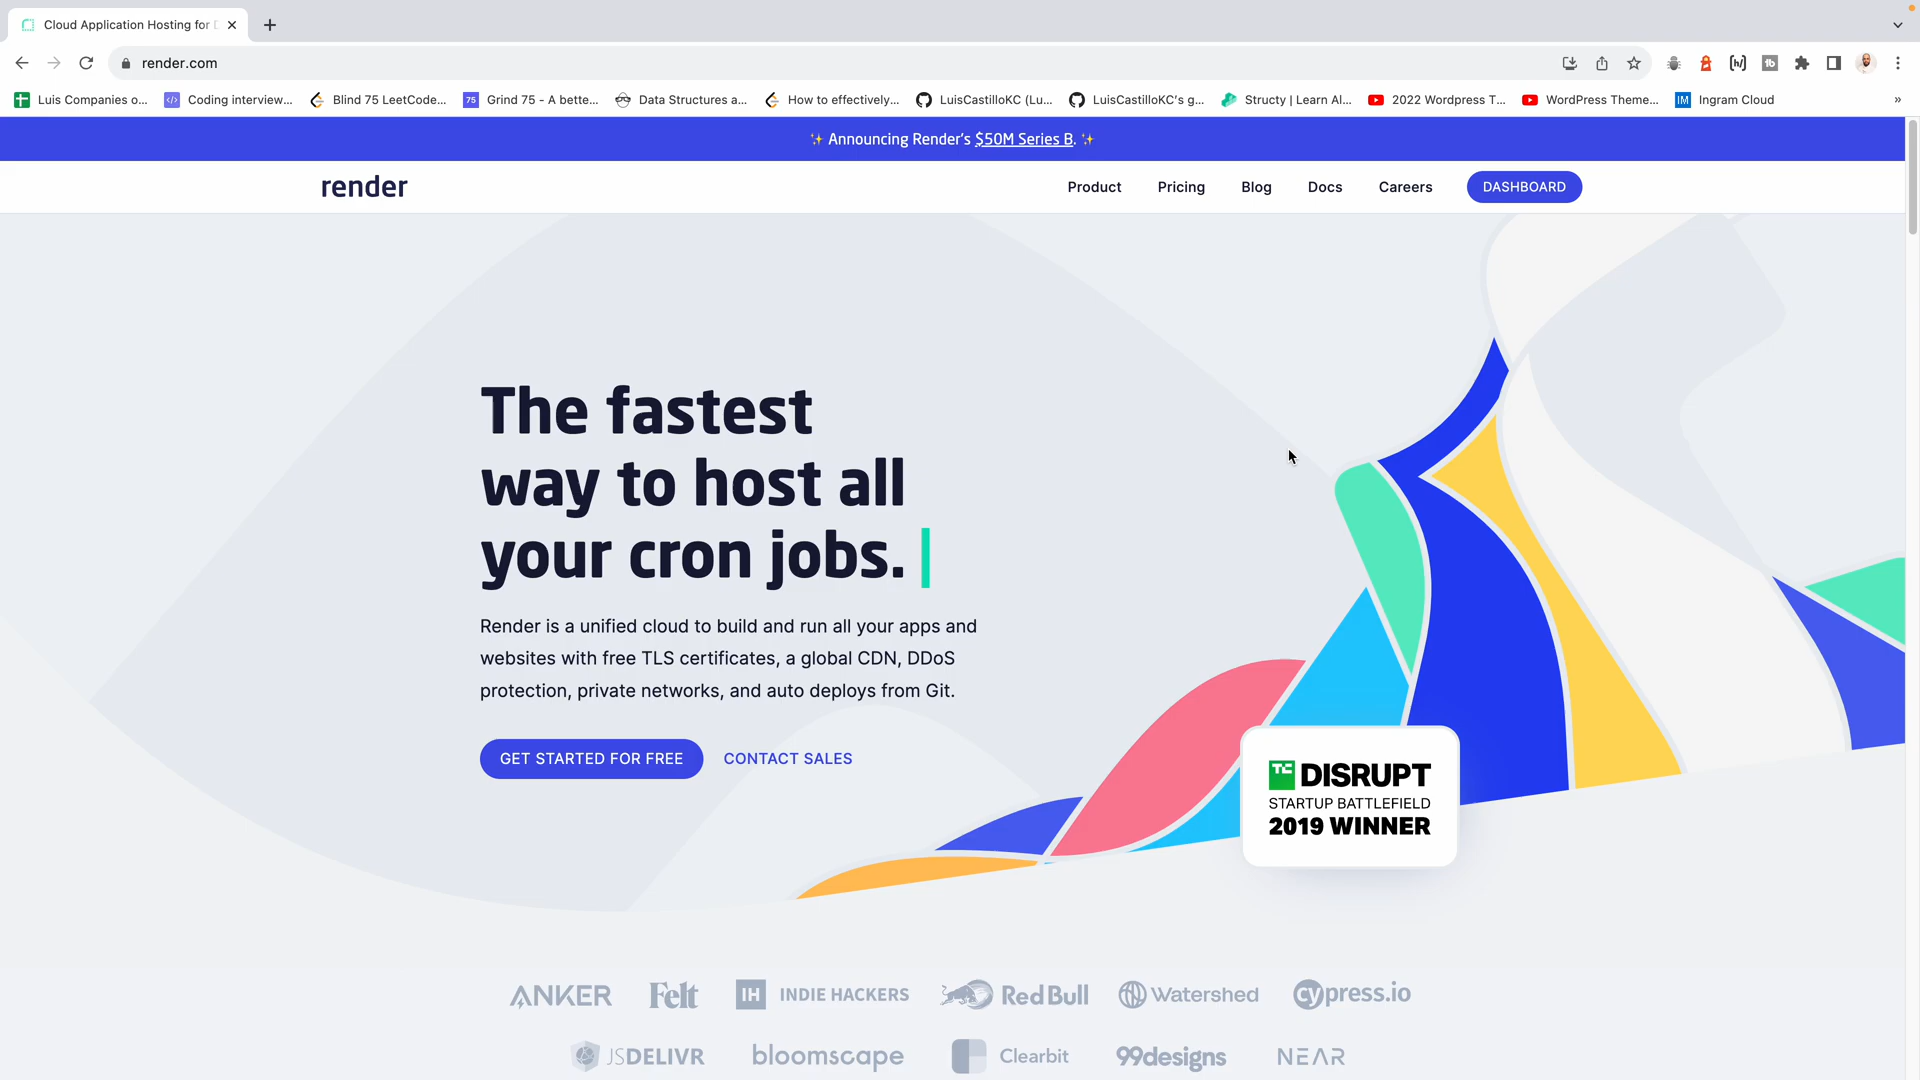 Cloud Application Hosting for D
render.com
Luis Companies o...
Coding interview...
Blind 75 LeetCode...
75
Grind 75 - A bette...
Data Structures a...
How to effectively...
LuisCastilloKC (Lu...
LuisCastilloKC's g...
Structy | Learn Al...
2022 Wordpress T...
WordPress Theme...
IM
Ingram Cloud
»
✨ Announcing Render's $50M Series B. ✨
render
Product
Pricing
Blog
Docs
Careers
DASHBOARD
The fastest
way to host all
your cron jobs.
Render is a unified cloud to build and run all your apps and
websites with free TLS certificates, a global CDN, DDoS
protection, private networks, and auto deploys from Git.
GET STARTED FOR FREE
CONTACT SALES
TC DISRUPT
STARTUP BATTLEFIELD
2019 WINNER
ANKER
Felt
IH INDIE HACKERS
Red Bull
Watershed
cypress.io
JSDELIVR
bloomscape
Clearbit
99designs
NEAR